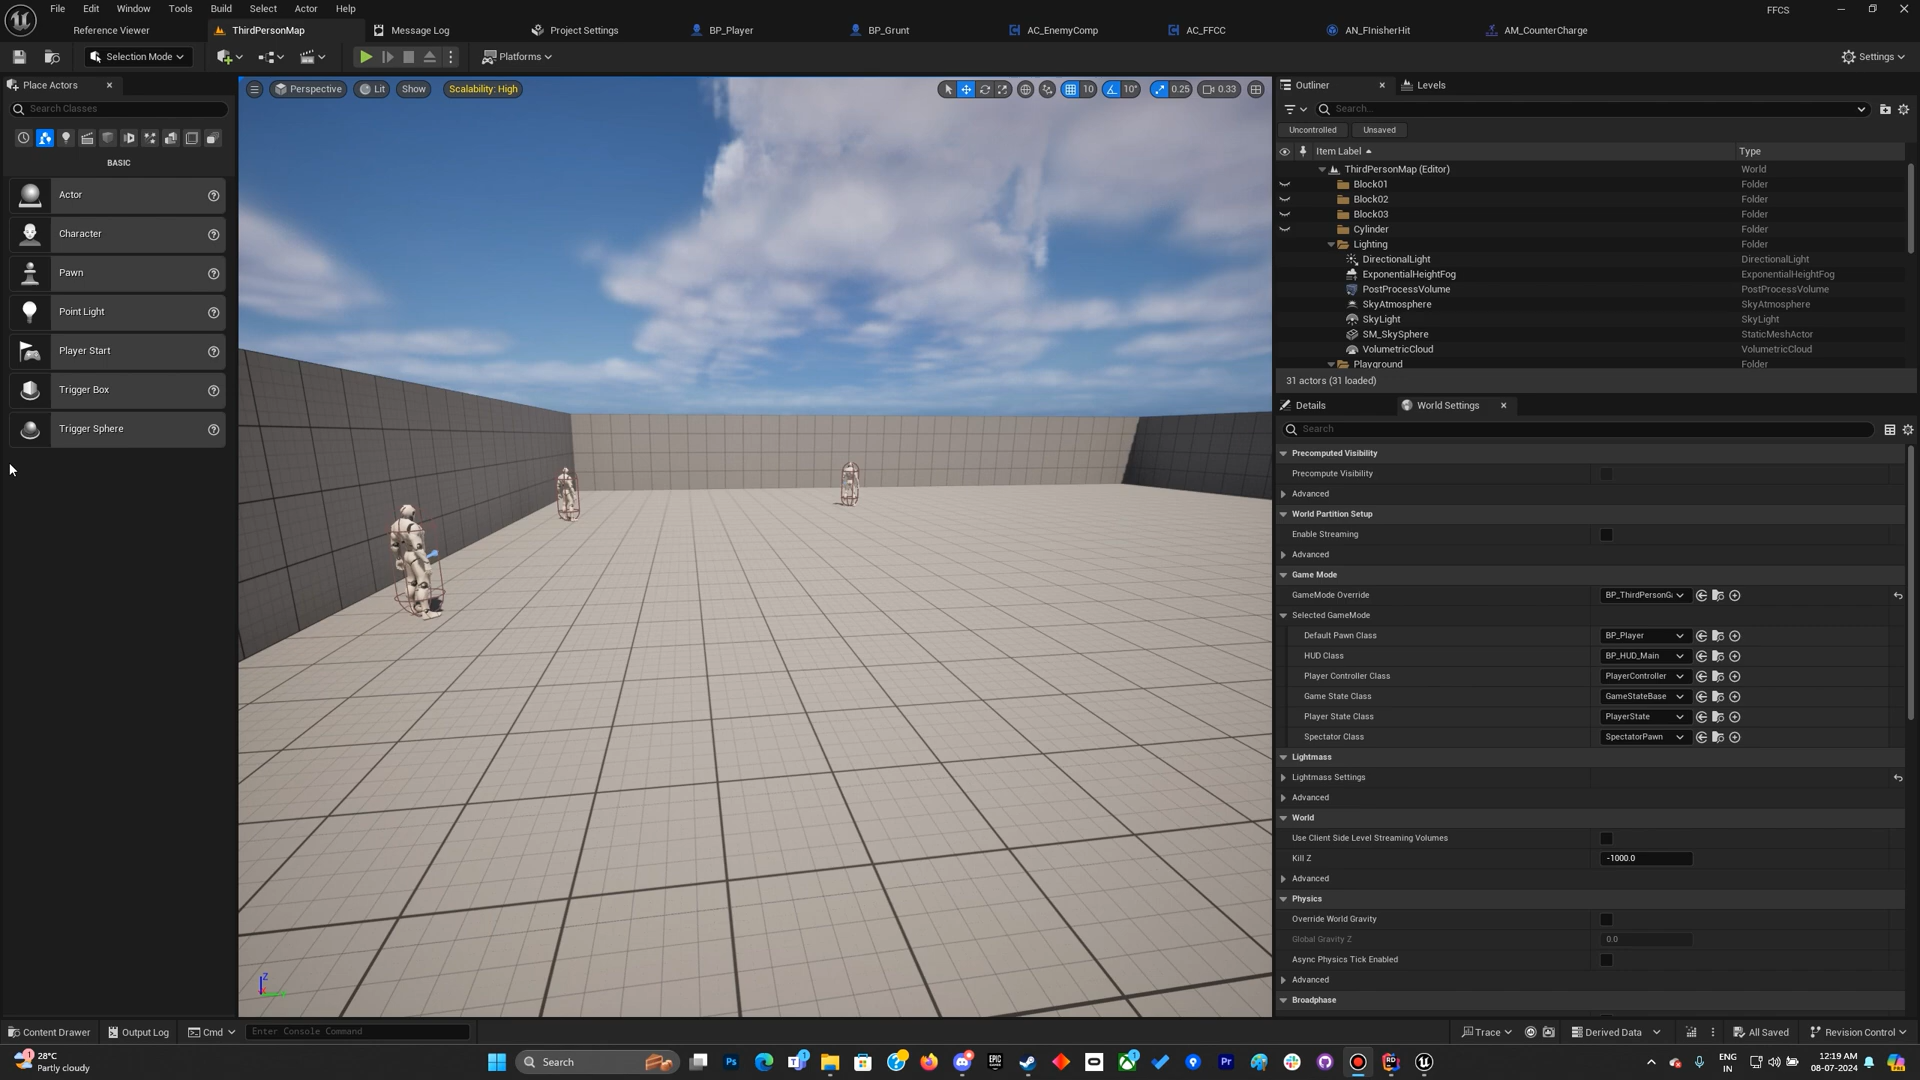 File Edit Window Tools Build Select Actor Help
FFCS
Reference Viewer ThirdPersonMap Message Log Project Settings BP_Player BP_Grunt AC_EnemyComp AC_FFCC AN_FInisherHit AM_CounterCharge
Selection Mode Platforms Settings
Place Actors
Search Classes
BASIC
Actor
Character
Pawn
Point Light
Player Start
Trigger Box
Trigger Sphere
Perspective Lit Show Scalability: High 10 10° 0.25 0.33
Outliner Levels
Search...
Uncontrolled Unsaved
Item Label Type
ThirdPersonMap (Editor) World
Block01 Folder
Block02 Folder
Block03 Folder
Cylinder Folder
Lighting Folder
DirectionalLight DirectionalLight
ExponentialHeightFog ExponentialHeightFog
PostProcessVolume PostProcessVolume
SkyAtmosphere SkyAtmosphere
SkyLight SkyLight
SM_SkySphere StaticMeshActor
VolumetricCloud VolumetricCloud
Playground Folder
31 actors (31 loaded)
Details World Settings
Search
Precomputed Visibility
Precompute Visibility
Advanced
World Partition Setup
Enable Streaming
Advanced
Game Mode
GameMode Override BP_ThirdPersonGa
Selected GameMode
Default Pawn Class BP_Player
HUD Class BP_HUD_Main
Player Controller Class PlayerController
Game State Class GameStateBase
Player State Class PlayerState
Spectator Class SpectatorPawn
Lightmass
Lightmass Settings
Advanced
World
Use Client Side Level Streaming Volumes
Kill Z -1000.0
Advanced
Physics
Override World Gravity
Global Gravity Z 0.0
Async Physics Tick Enabled
Advanced
Broadphase
Z
Content Drawer Output Log Cmd Enter Console Command Trace Derived Data All Saved Revision Control
28°C
Partly cloudy
Search
ENG
IN
12:19 AM
08-07-2024